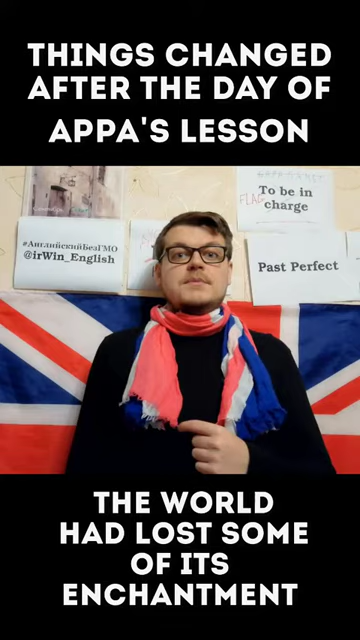 THINGS CHANGED
AFTER THE DAY OF
APPA'S LESSON
To be in
FLAG
charge
#АнглийскийБезГМО
@irWin_English
Past Perfect
THE WORLD
HAD LOST SOME
OF ITS
ENCHANTMENT